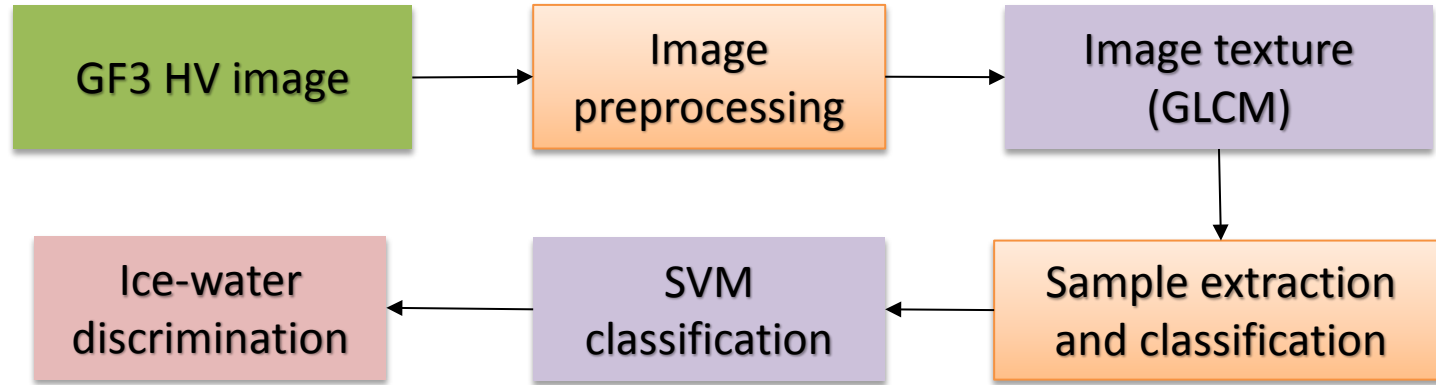 GF3 HV image
Image
preprocessing
Image texture
(GLCM)
Sample extraction
and classification
SVM
classification
Ice-water
discrimination